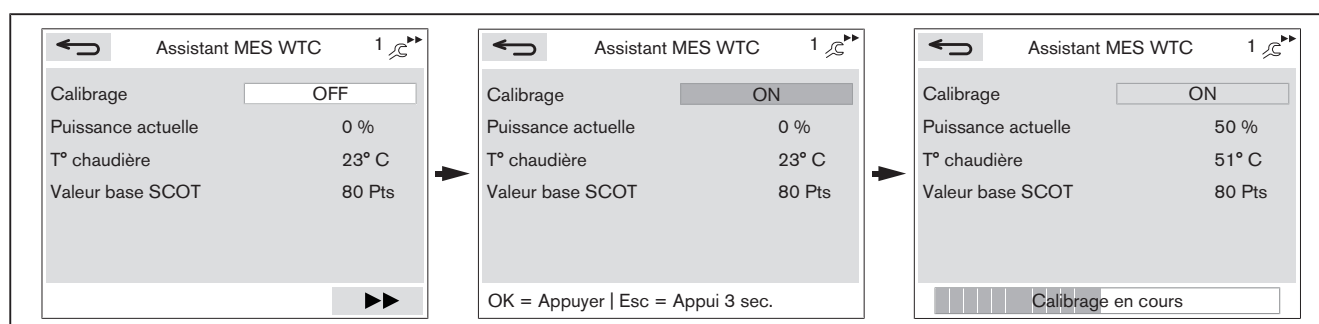 Assistant MES WTC 1
Calibrage OFF
Puissance actuelle 0 %
T° chaudière 23° C
Valeur base SCOT 80 Pts
Assistant MES WTC 1
Calibrage ON
Puissance actuelle 0 %
T° chaudière 23° C
Valeur base SCOT 80 Pts
OK = Appuyer | Esc = Appui 3 sec.
Assistant MES WTC 1
Calibrage ON
Puissance actuelle 50 %
T° chaudière 51° C
Valeur base SCOT 80 Pts
Calibrage en cours